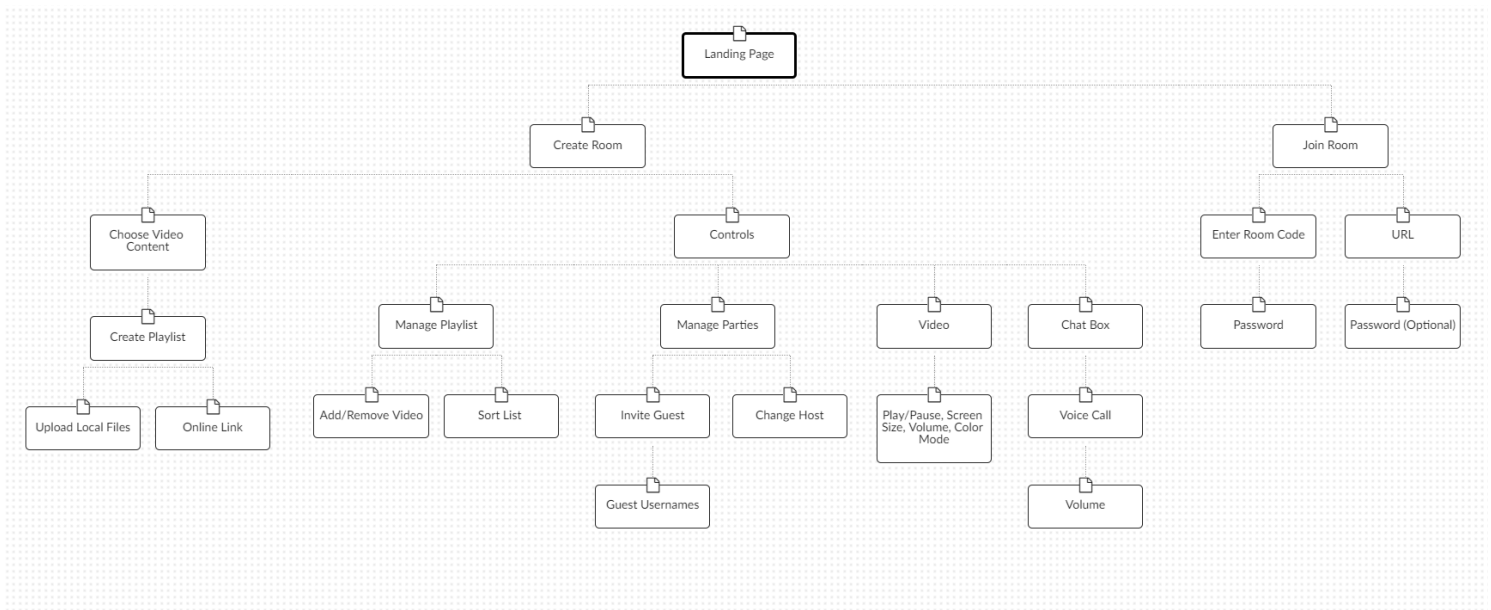 Landing Page
Create Room
Join Room
Choose Video
Content
Controls
Enter Room Code
URL
Create Playlist
Manage Playlist
Manage Parties
Video
Chat Box
Password
Password (Optional)
Upload Local Files
Online Link
Add/Remove Video
Sort List
Invite Guest
Change Host
Play/Pause, Screen
Size, Volume, Color
Mode
Voice Call
Guest Usernames
Volume